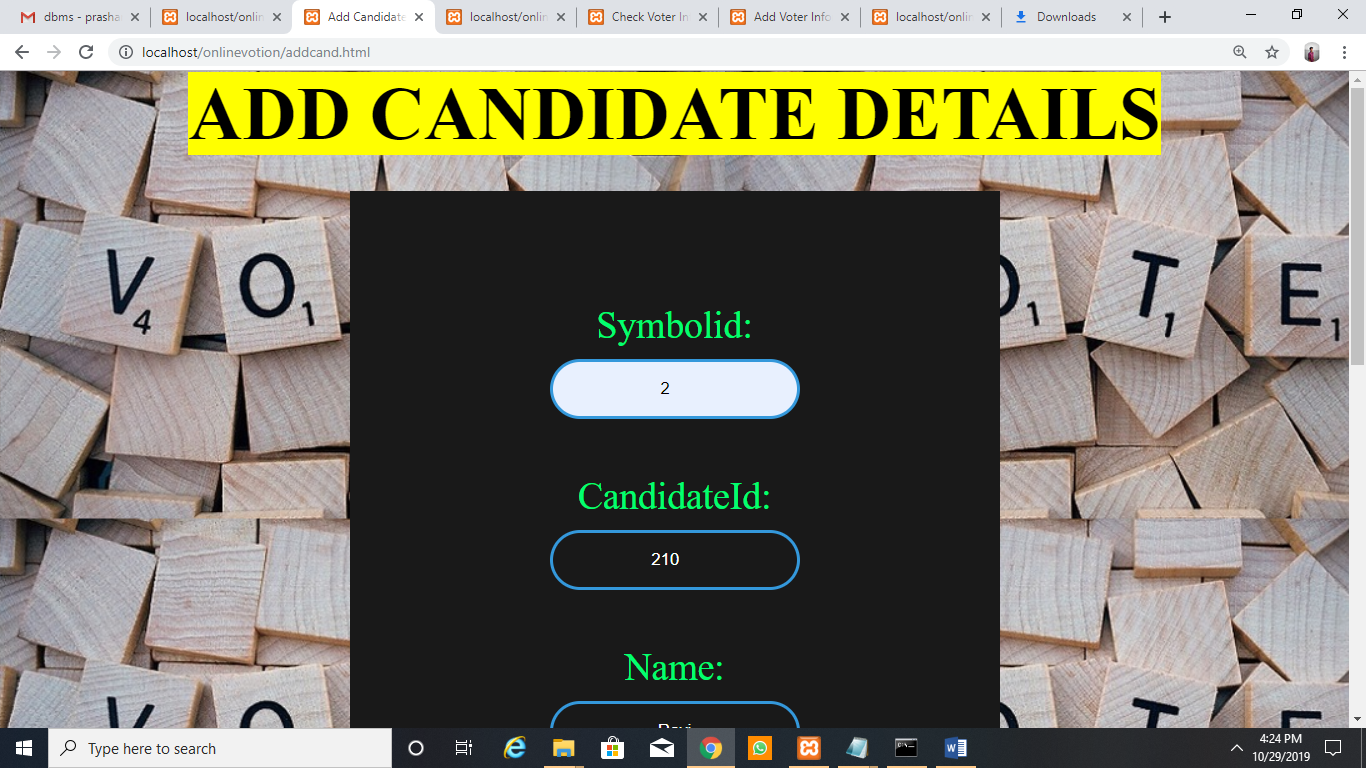 dbms - prasha
localhost/onlin
Add Candidate
localhost/onlin
Check Voter In
Add Voter Info
localhost/onlin
Downloads
localhost/onlinevotion/addcand.html
ADD CANDIDATE DETAILS
V4 O1 O1 T1 E1
Symbolid:
2
CandidateId:
210
Name:
V O O T E
Type here to search
4:24 PM
10/29/2019